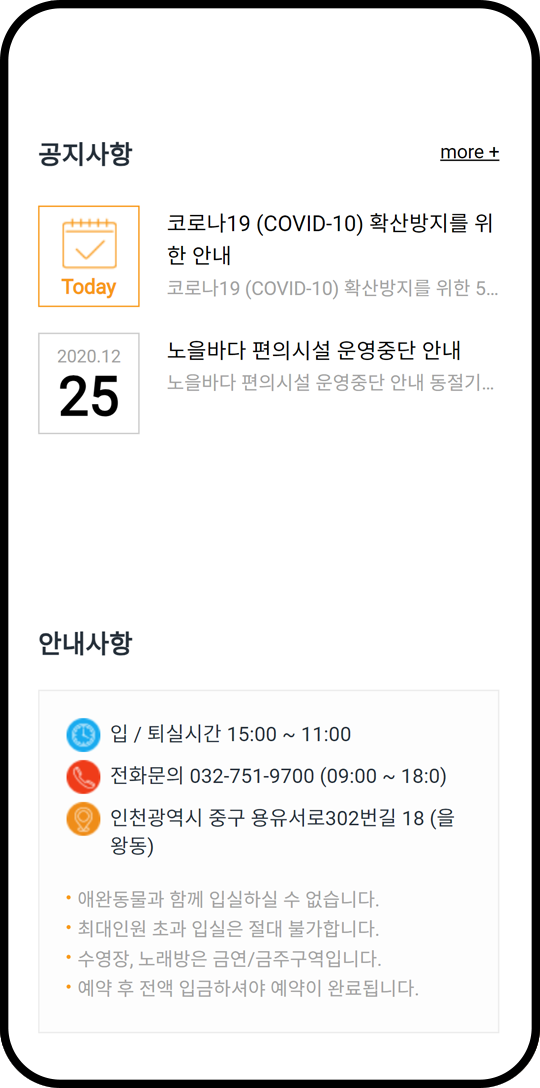 공지사항
more +
Today
코로나19 (COVID-10) 확산방지를 위
한 안내
코로나19 (COVID-10) 확산방지를 위한 5...
2020.12
25
노을바다 편의시설 운영중단 안내
노을바다 편의시설 운영중단 안내 동절기...
안내사항
입 / 퇴실시간 15:00 ~ 11:00
전화문의 032-751-9700 (09:00 ~ 18:0)
인천광역시 중구 용유서로302번길 18 (을
왕동)
• 애완동물과 함께 입실하실 수 없습니다.
• 최대인원 초과 입실은 절대 불가합니다.
• 수영장, 노래방은 금연/금주구역입니다.
• 예약 후 전액 입금하셔야 예약이 완료됩니다.